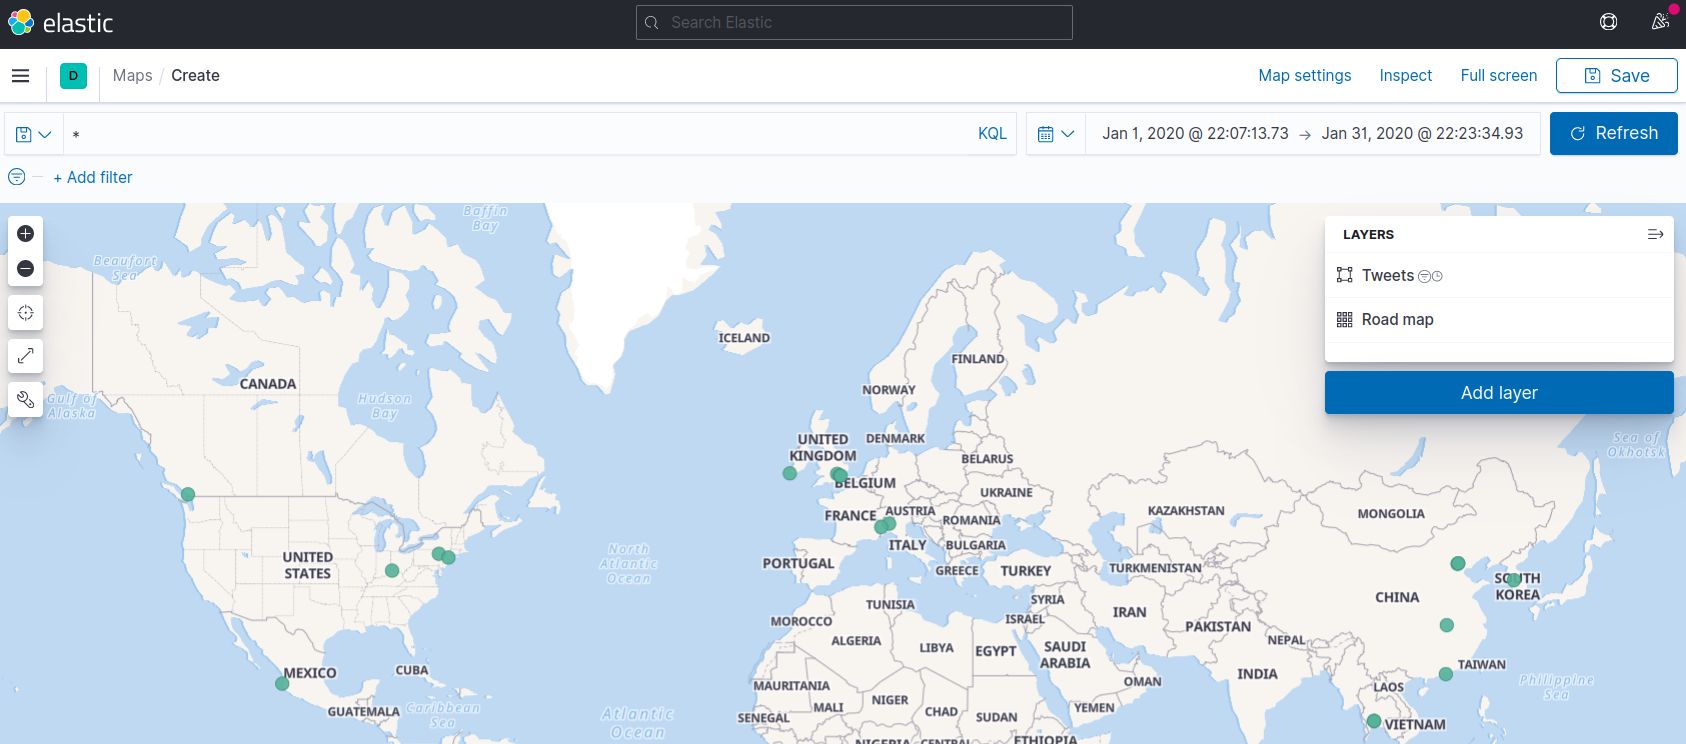 elastic
Search Elastic
D
Maps / Create
Map settings
Inspect
Full screen
Save
*
KQL
Jan 1, 2020 @ 22:07:13.73 → Jan 31, 2020 @ 22:23:34.93
Refresh
+ Add filter
LAYERS
Tweets
Road map
Add layer
Baffin
Bay
Beaufort
Sea
ICELAND
FINLAND
CANADA
NORWAY
Hudson
Bay
Gulf of
Alaska
UNITED
KINGDOM
DENMARK
Sea of
Okhotsk
BELARUS
BELGIUM
UKRAINE
FRANCE
AUSTRIA
ROMANIA
KAZAKHSTAN
MONGOLIA
ITALY
BULGARIA
North
Atlantic
Ocean
UNITED
STATES
PORTUGAL
GREECE
TURKEY
TURKMENISTAN
SOUTH
KOREA
SYRIA
CHINA
TUNISIA
IRAN
MOROCCO
ISRAEL
PAKISTAN
ALGERIA
LIBYA
EGYPT
SAUDI
ARABIA
NEPAL
TAIWAN
MEXICO
CUBA
INDIA
OMAN
MAURITANIA
LAOS
Philippine
Sea
NIGER
GUATEMALA
Caribbean
Sea
MALI
CHAD
SUDAN
YEMEN
Atlantic
Ocean
SENEGAL
VIETNAM
NIGERIA
CENTRAL
ETHIOPIA